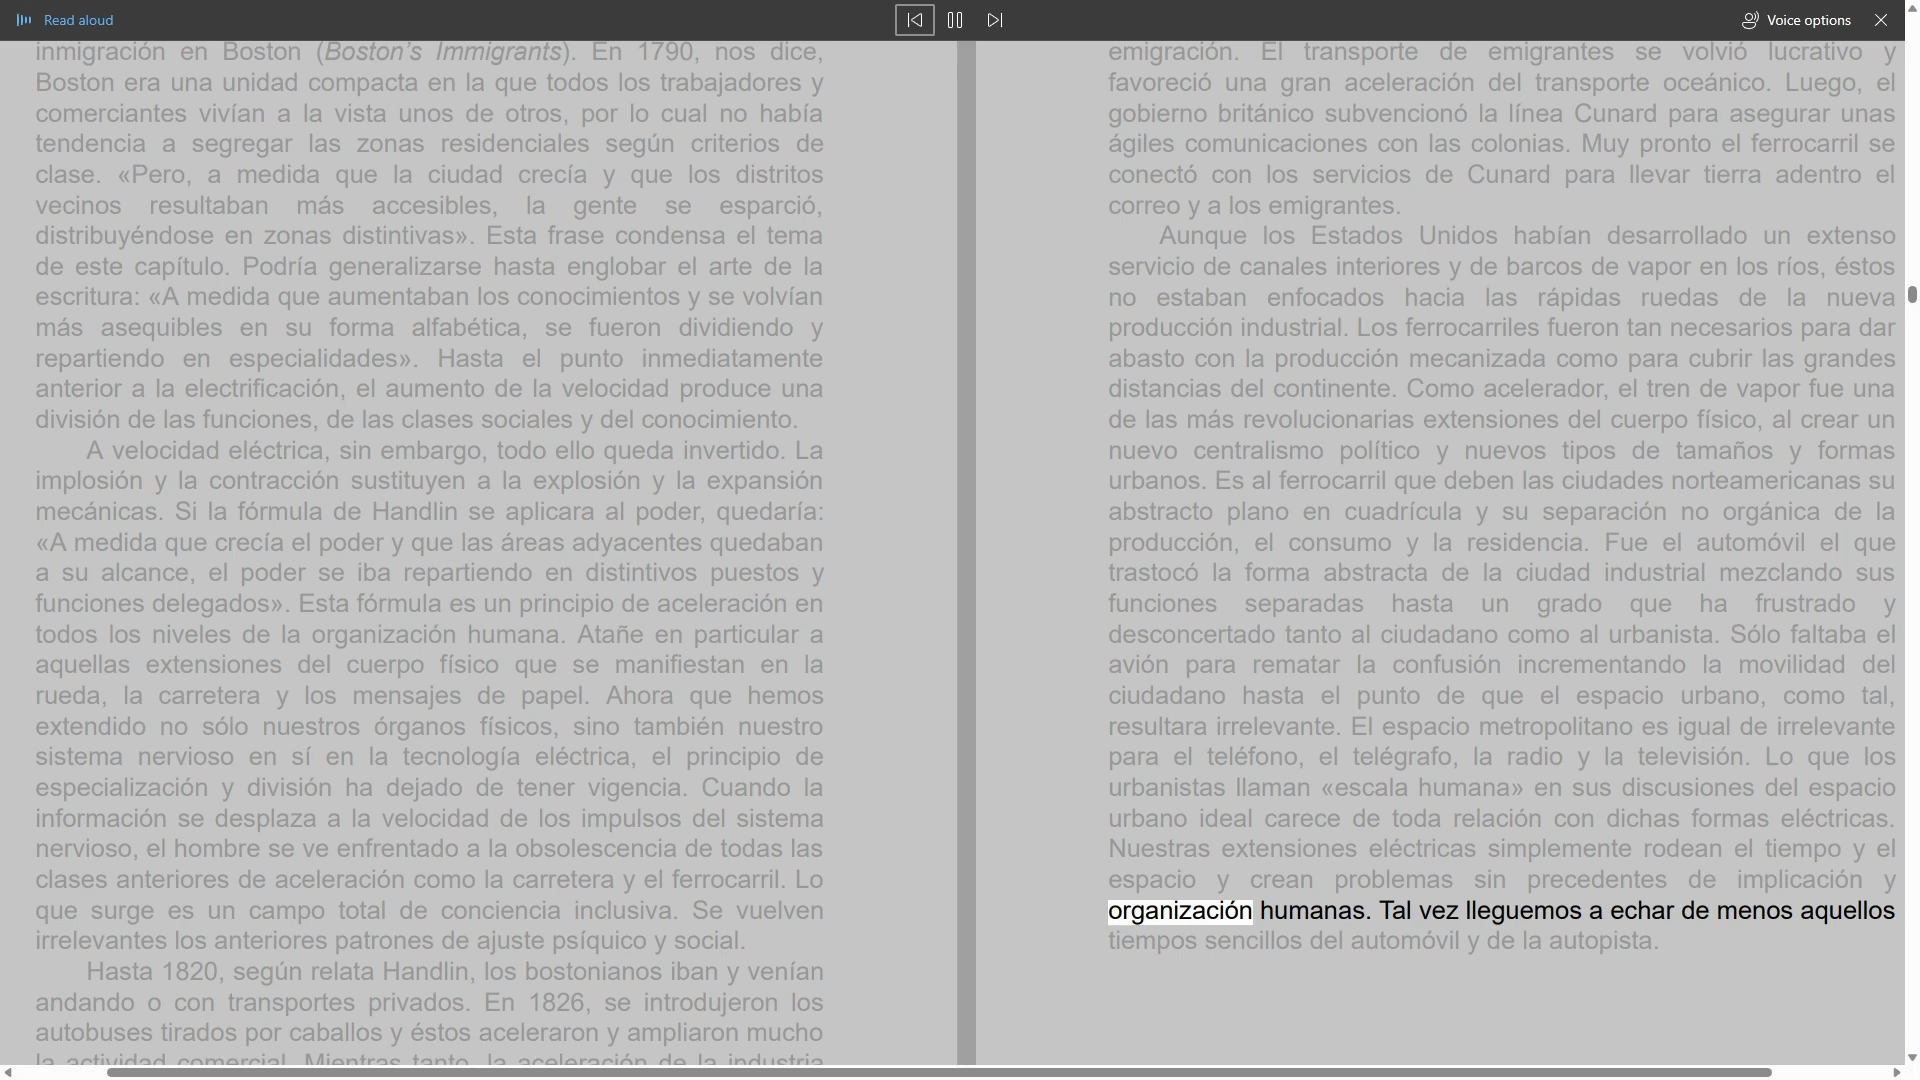 Read aloud
Voice options
inmigración en Boston (Boston's Immigrants). En 1790, nos dice,
Boston era una unidad compacta en la que todos los trabajadores y
comerciantes vivían a la vista unos de otros, por lo cual no había
tendencia a segregar las zonas residenciales según criterios de
clase. «Pero, a medida que la ciudad crecía y que los distritos
vecinos resultaban más accesibles, la gente se esparció,
distribuyéndose en zonas distintivas». Esta frase condensa el tema
de este capítulo. Podría generalizarse hasta englobar el arte de la
escritura: «A medida que aumentaban los conocimientos y se volvían
más asequibles en su forma alfabética, se fueron dividiendo y
repartiendo en especialidades». Hasta el punto inmediatamente
anterior a la electrificación, el aumento de la velocidad produce una
división de las funciones, de las clases sociales y del conocimiento.
A velocidad eléctrica, sin embargo, todo ello queda invertido. La
implosión y la contracción sustituyen a la explosión y la expansión
mecánicas. Si la fórmula de Handlin se aplicara al poder, quedaría:
«A medida que crecía el poder y que las áreas adyacentes quedaban
a su alcance, el poder se iba repartiendo en distintivos puestos y
funciones delegados». Esta fórmula es un principio de aceleración en
todos los niveles de la organización humana. Atañe en particular a
aquellas extensiones del cuerpo físico que se manifiestan en la
rueda, la carretera y los mensajes de papel. Ahora que hemos
extendido no sólo nuestros órganos físicos, sino también nuestro
sistema nervioso en sí en la tecnología eléctrica, el principio de
especialización y división ha dejado de tener vigencia. Cuando la
información se desplaza a la velocidad de los impulsos del sistema
nervioso, el hombre se ve enfrentado a la obsolescencia de todas las
clases anteriores de aceleración como la carretera y el ferrocarril. Lo
que surge es un campo total de conciencia inclusiva. Se vuelven
irrelevantes los anteriores patrones de ajuste psíquico y social.
Hasta 1820, según relata Handlin, los bostonianos iban y venían
andando o con transportes privados. En 1826, se introdujeron los
autobuses tirados por caballos y éstos aceleraron y ampliaron mucho
la actividad comercial. Mientras tanto, la aceleración de la industria
emigración. El transporte de emigrantes se volvió lucrativo y
favoreció una gran aceleración del transporte oceánico. Luego, el
gobierno británico subvencionó la línea Cunard para asegurar unas
ágiles comunicaciones con las colonias. Muy pronto el ferrocarril se
conectó con los servicios de Cunard para llevar tierra adentro el
correo y a los emigrantes.
Aunque los Estados Unidos habían desarrollado un extenso
servicio de canales interiores y de barcos de vapor en los ríos, éstos
no estaban enfocados hacia las rápidas ruedas de la nueva
producción industrial. Los ferrocarriles fueron tan necesarios para dar
abasto con la producción mecanizada como para cubrir las grandes
distancias del continente. Como acelerador, el tren de vapor fue una
de las más revolucionarias extensiones del cuerpo físico, al crear un
nuevo centralismo político y nuevos tipos de tamaños y formas
urbanos. Es al ferrocarril que deben las ciudades norteamericanas su
abstracto plano en cuadrícula y su separación no orgánica de la
producción, el consumo y la residencia. Fue el automóvil el que
trastocó la forma abstracta de la ciudad industrial mezclando sus
funciones separadas hasta un grado que ha frustrado y
desconcertado tanto al ciudadano como al urbanista. Sólo faltaba el
avión para rematar la confusión incrementando la movilidad del
ciudadano hasta el punto de que el espacio urbano, como tal,
resultara irrelevante. El espacio metropolitano es igual de irrelevante
para el teléfono, el telégrafo, la radio y la televisión. Lo que los
urbanistas llaman «escala humana» en sus discusiones del espacio
urbano ideal carece de toda relación con dichas formas eléctricas.
Nuestras extensiones eléctricas simplemente rodean el tiempo y el
espacio y crean problemas sin precedentes de implicación y
organización humanas. Tal vez lleguemos a echar de menos aquellos
tiempos sencillos del automóvil y de la autopista.